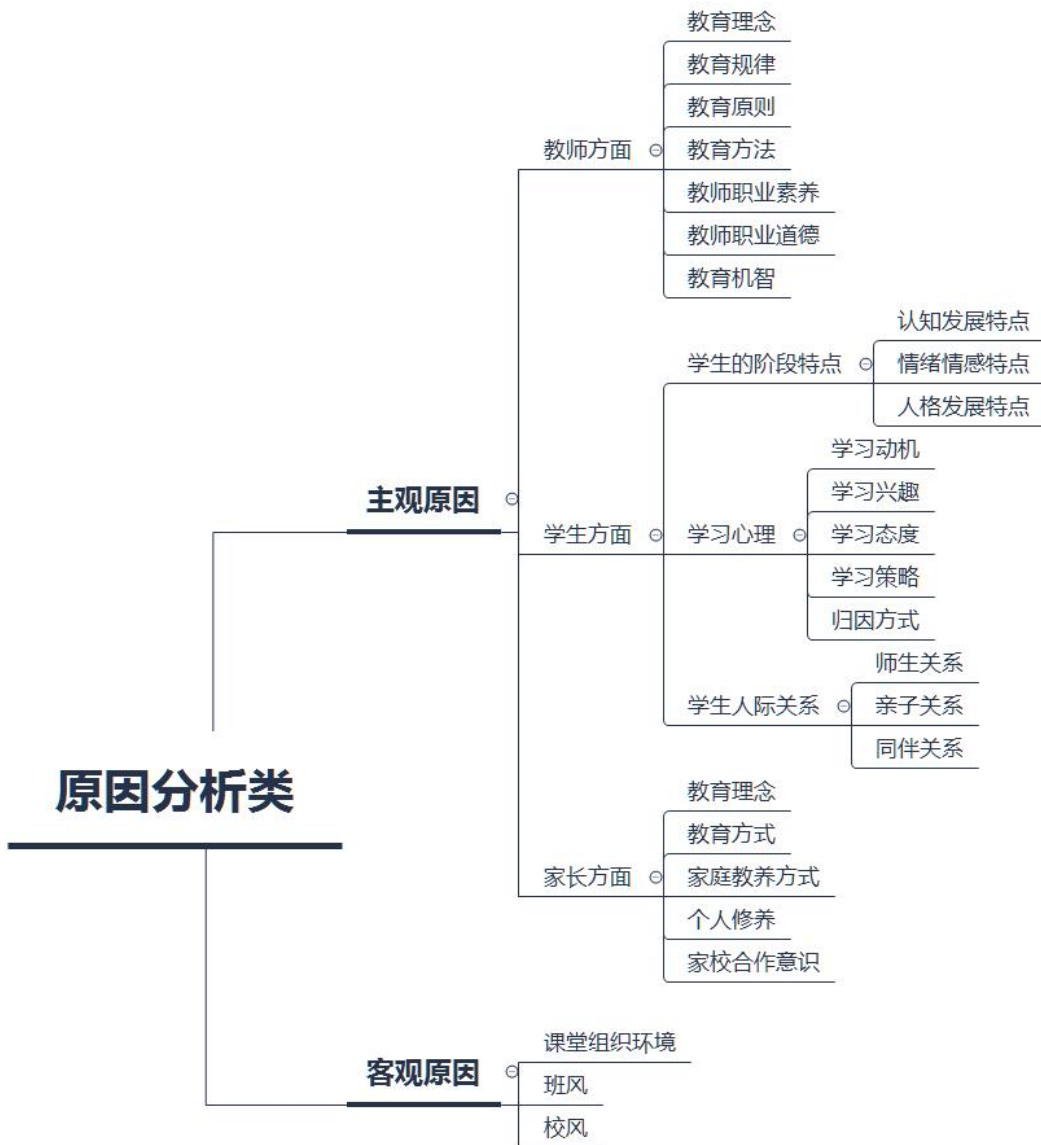 原因分析类
主观原因
教师方面
教育理念
教育规律
教育原则
教育方法
教师职业素养
教师职业道德
教育机智
学生方面
学生的阶段特点
认知发展特点
情绪情感特点
人格发展特点
学习心理
学习动机
学习兴趣
学习态度
学习策略
归因方式
学生人际关系
师生关系
亲子关系
同伴关系
家长方面
教育理念
教育方式
家庭教养方式
个人修养
家校合作意识
客观原因
课堂组织环境
班风
校风